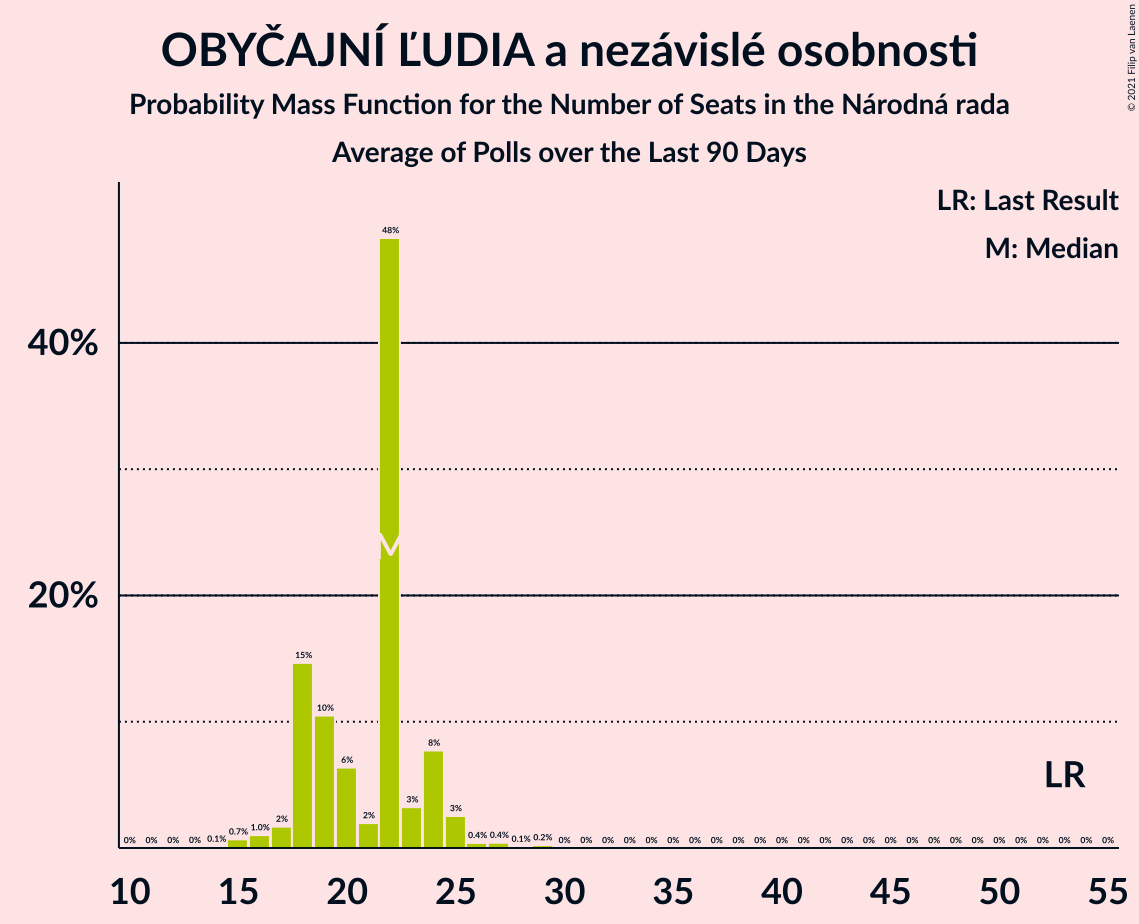 OBYČAJNÍ ĽUDIA a nezávislé osobnosti
Probability Mass Function for the Number of Seats in the Národná rada
Average of Polls over the Last 90 Days
© 2021 Filip van Laenen
LR: Last Result
M: Median
48%
40%
M
20%
15%
10%
8%
6%
LR
3%
3%
2%
2%
0% 0% 0% 0% 0.1% 0.7% 1.0% 0.4% 0.4% 0.1% 0.2% 0% 0% 0% 0% 0% 0% 0% 0% 0% 0% 0% 0% 0% 0% 0% 0% 0% 0% 0% 0% 0% 0% 0% 0% 0% 0%
10 15 20 25 30 35 40 45 50 55